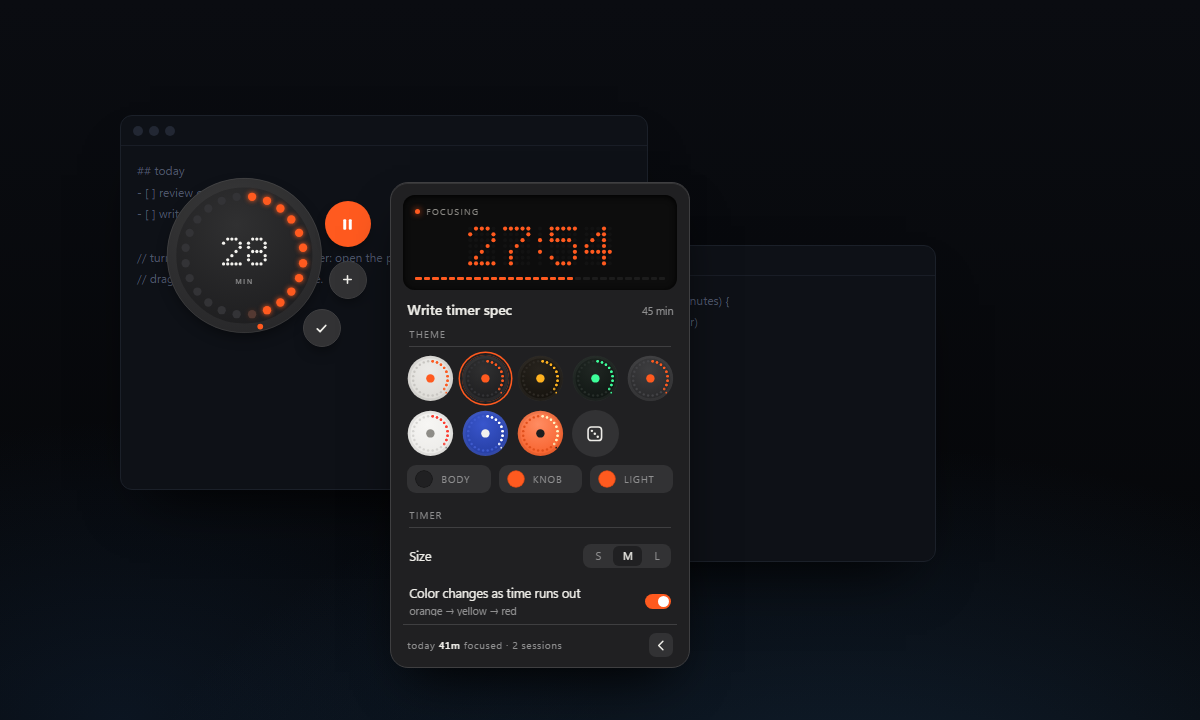 ## today
- [ ] review
- [ ] writ
28
MIN
// turn
er: open the p
// drag
e.
FOCUSING
27:54
Write timer spec
45 min
THEME
BODY
KNOB
LIGHT
TIMER
Size
S
M
L
Color changes as time runs out
orange → yellow → red
today 41m focused · 2 sessions
nutes) {
r)